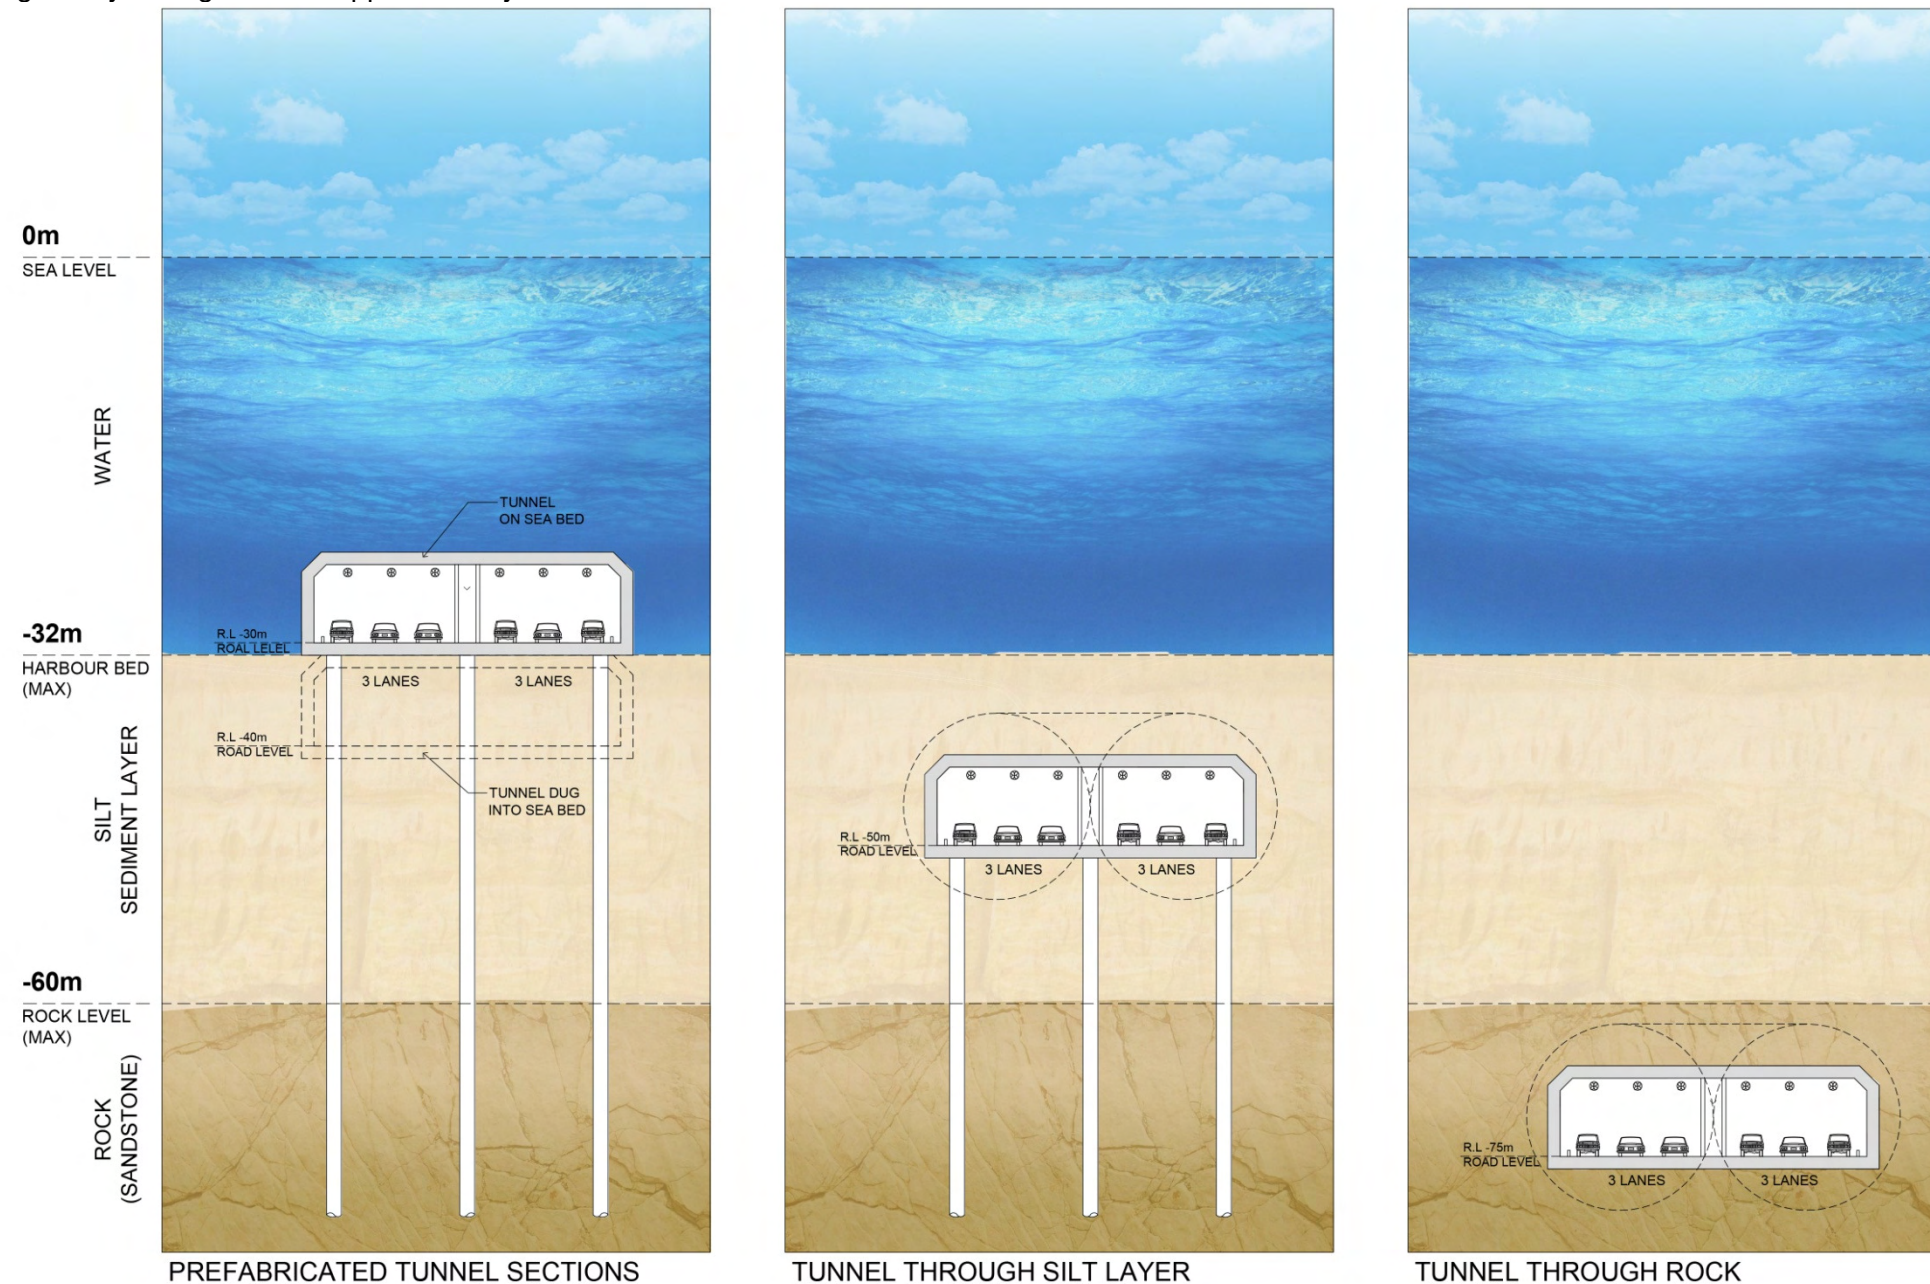 0m
SEA LEVEL
WATER
TUNNEL
ON SEA BED
-32m
HARBOUR BED
(MAX)
R.L -30m
ROAL LELEL
3 LANES
3 LANES
R.L -40m
ROAD LEVEL
TUNNEL DUG
INTO SEA BED
SILT
SEDIMENT LAYER
-60m
ROCK LEVEL
(MAX)
ROCK
(SANDSTONE)
PREFABRICATED TUNNEL SECTIONS
R.L -50m
ROAD LEVEL
3 LANES
3 LANES
TUNNEL THROUGH SILT LAYER
R.L -75m
ROAD LEVEL
3 LANES
3 LANES
TUNNEL THROUGH ROCK